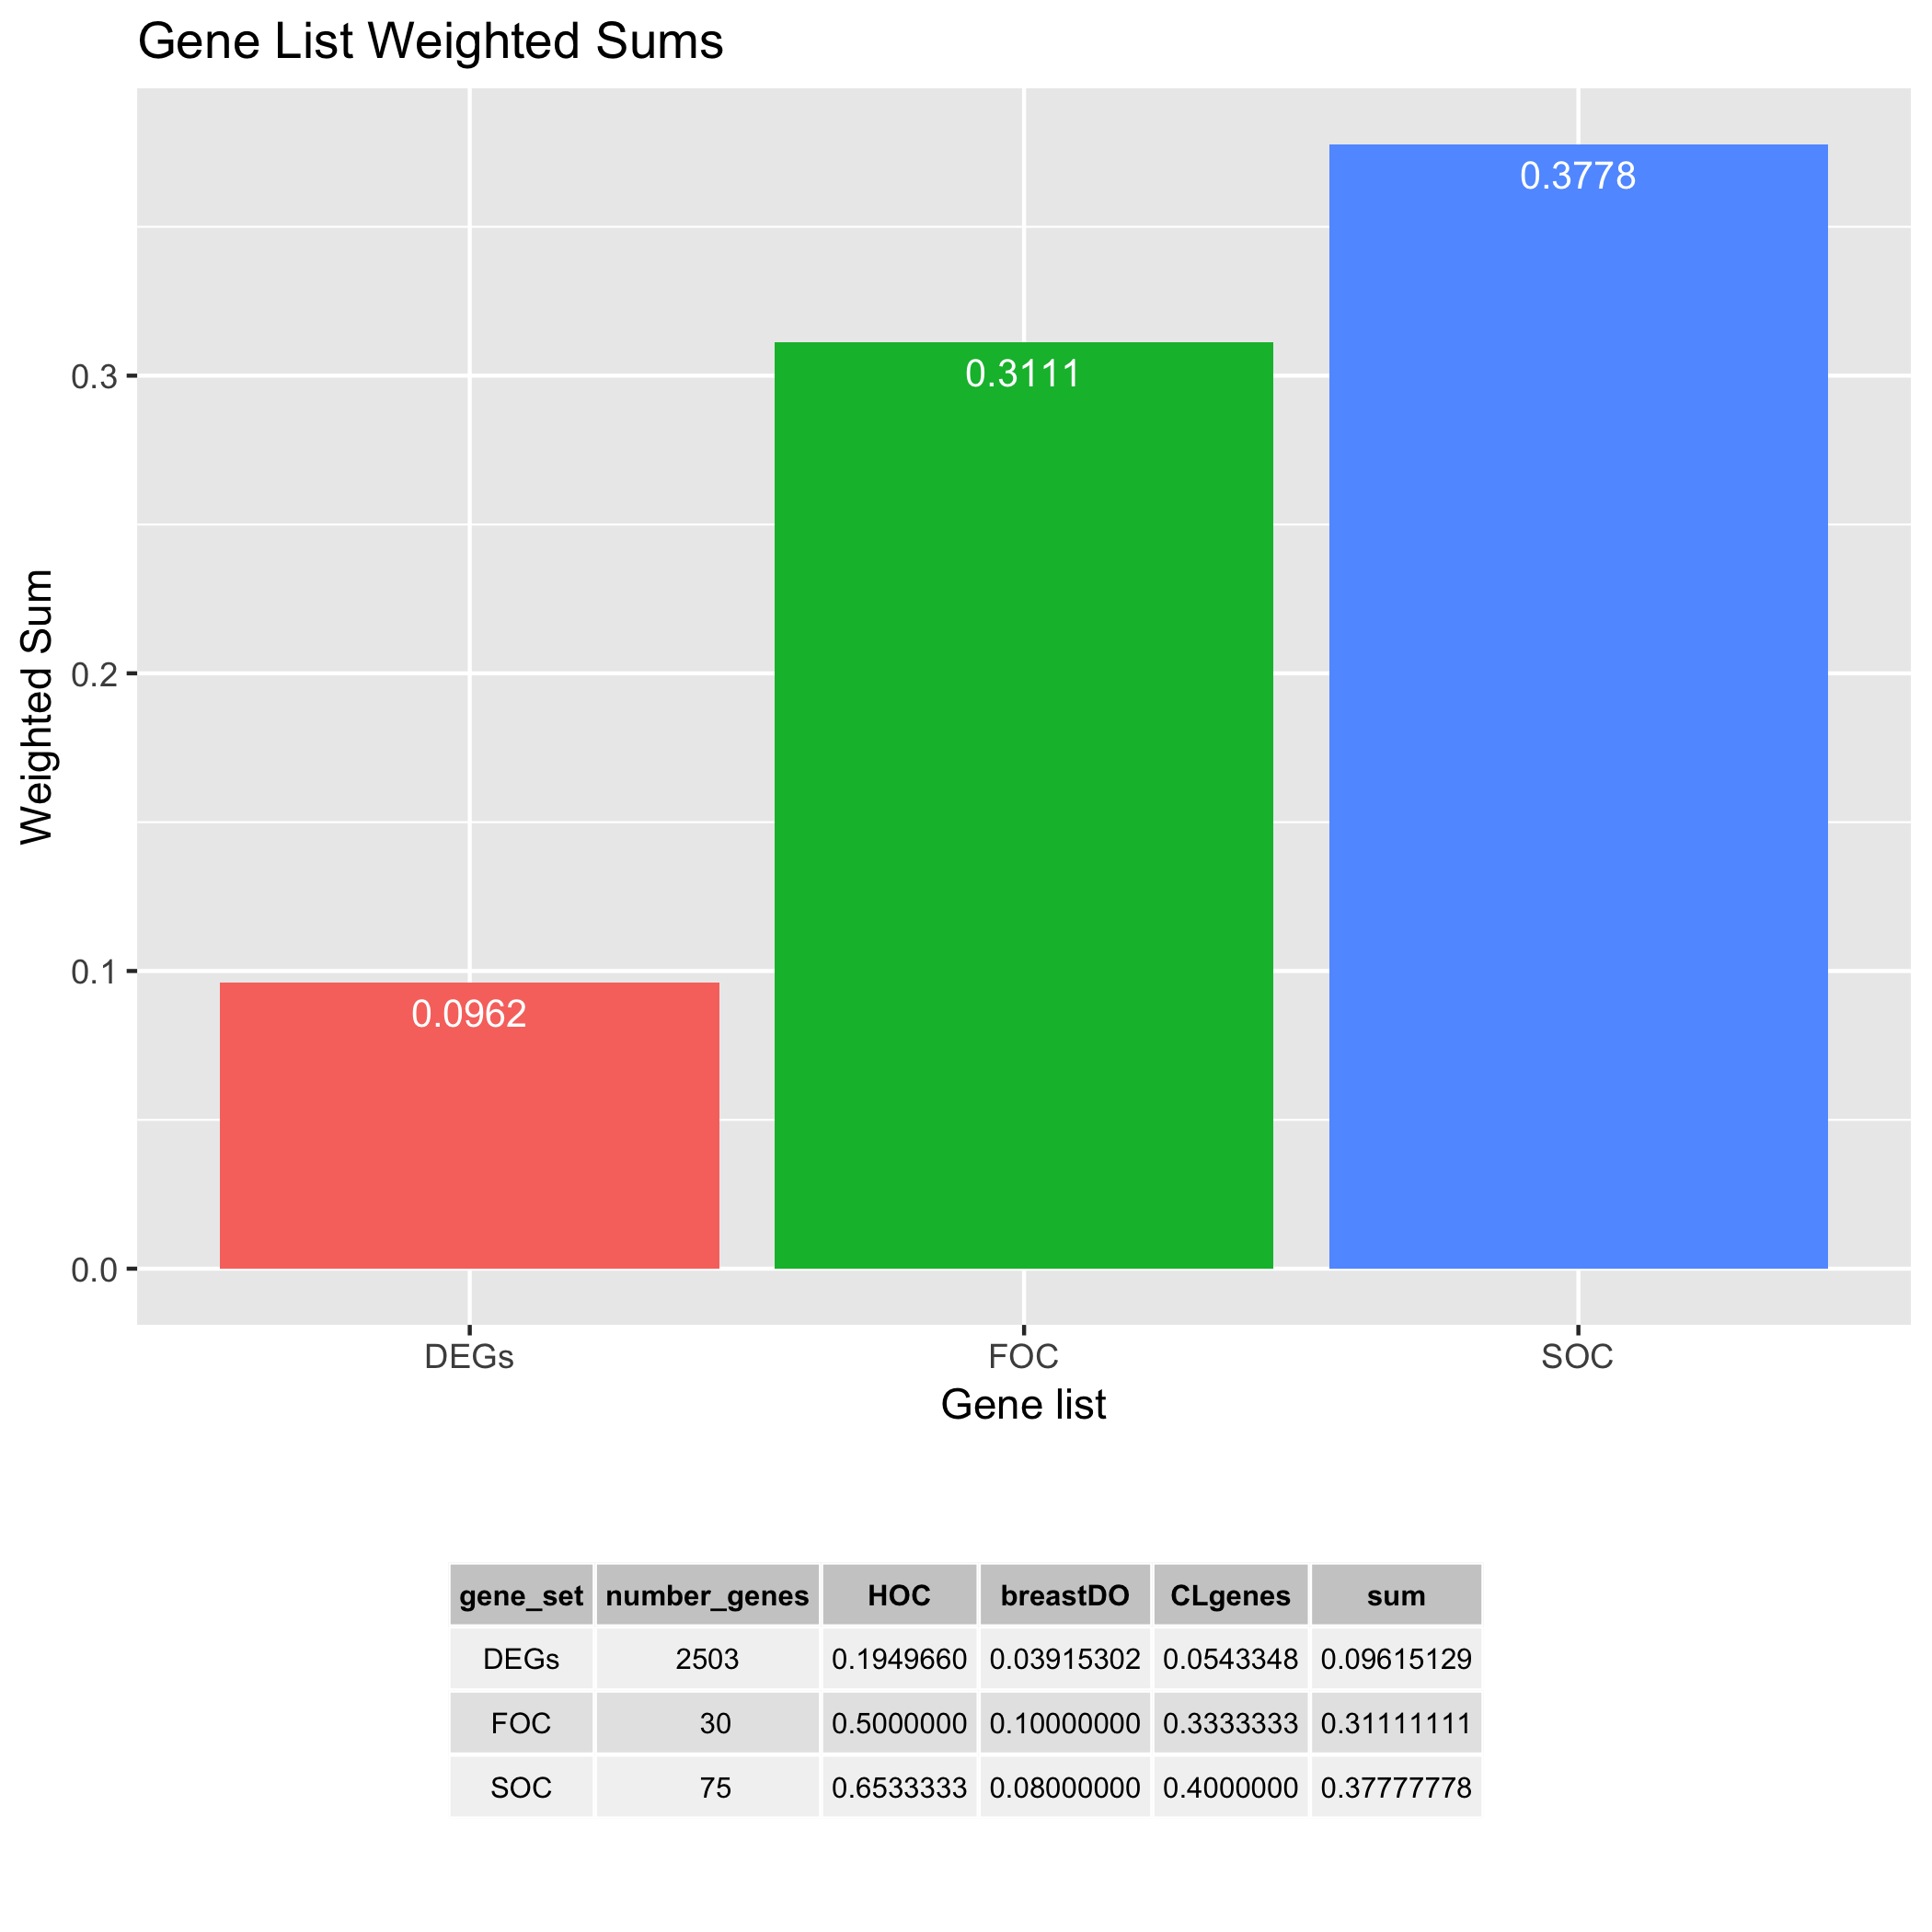 Gene List Weighted Sums
0.3778
0.3111
0.0962
Weighted Sum
0.3
0.2
0.1
0.0
DEGs FOC SOC
Gene list
gene_set number_genes HOC breastDO CLgenes sum
DEGs 2503 0.1949660 0.03915302 0.0543348 0.09615129
FOC 30 0.5000000 0.10000000 0.3333333 0.31111111
SOC 75 0.6533333 0.08000000 0.4000000 0.37777778